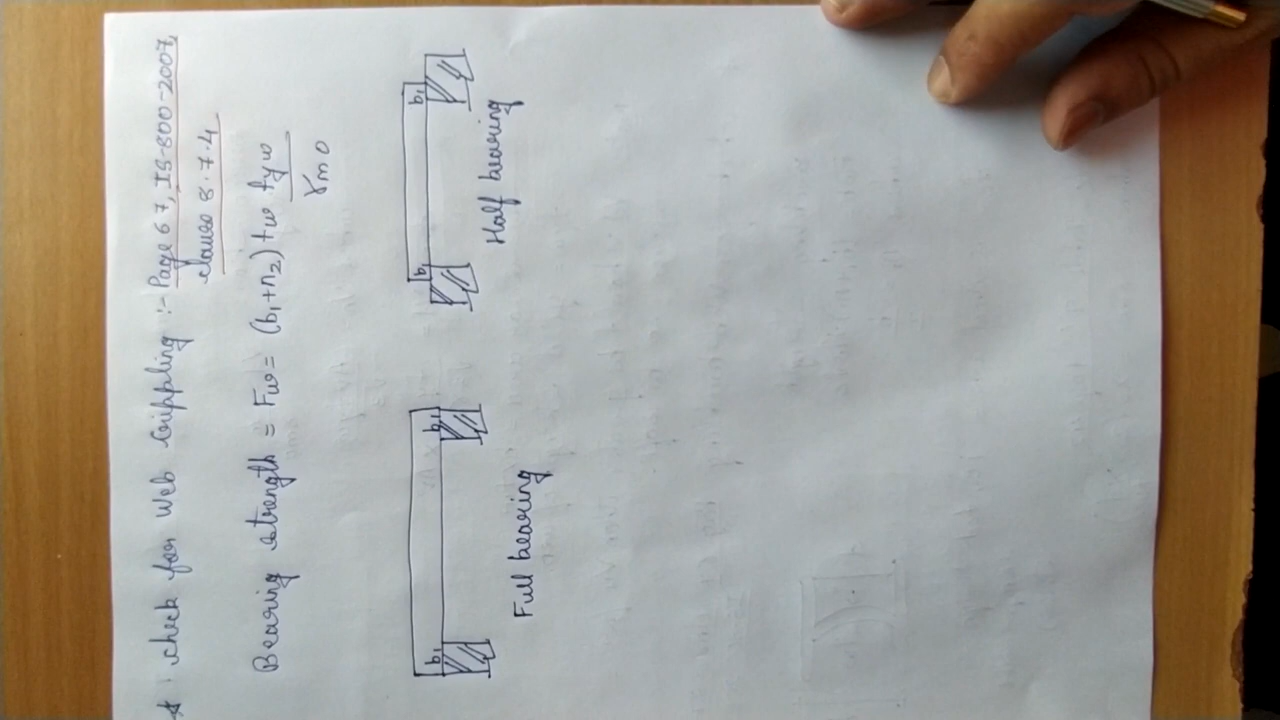 * check for Web Crippling :- Page 67, IS-800-2007,
clause 8.7.4
Bearing strength = Fw = (b₁+n₂) tw fyw
γm0
b₁ b₁ b₁ b₁
Full bearing Half bearing